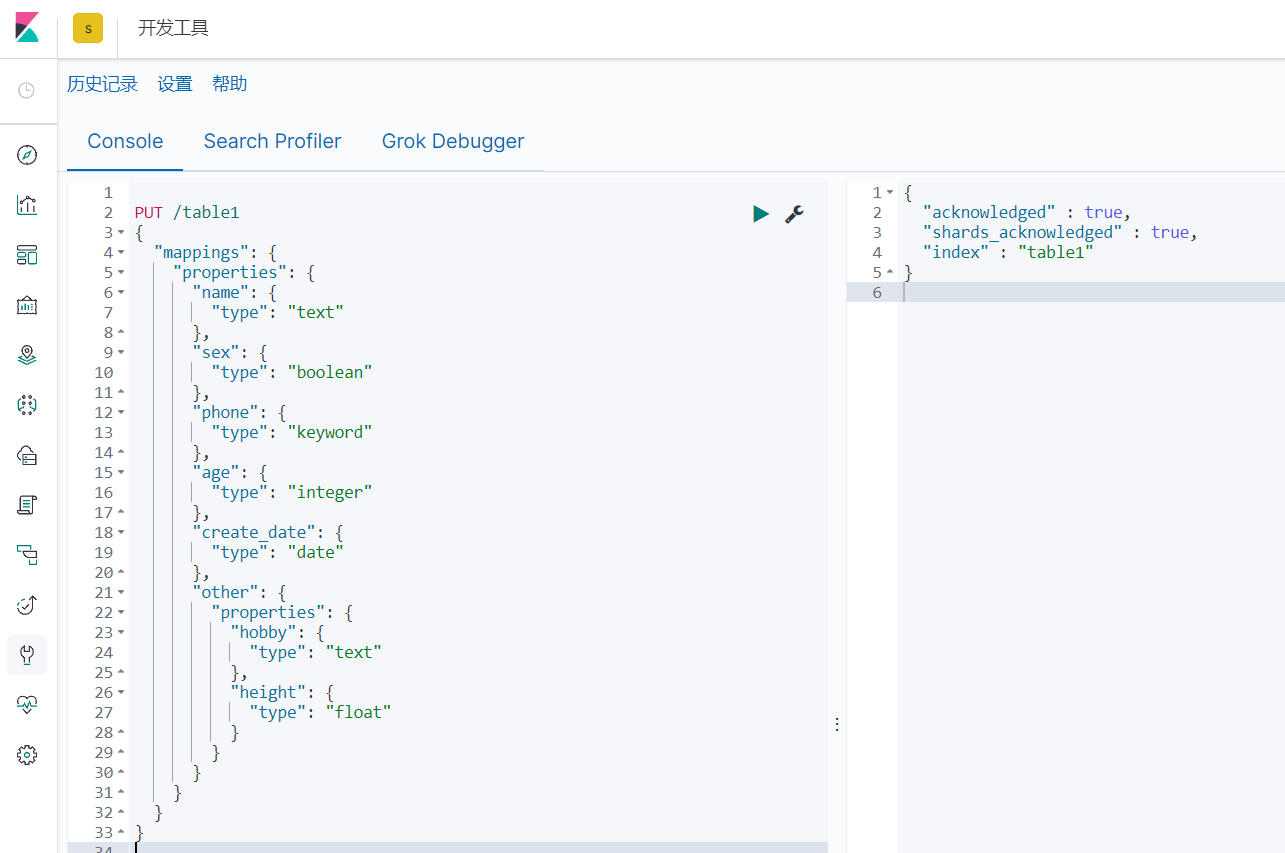 s 开发工具
历史记录 设置 帮助
Console Search Profiler Grok Debugger
1
2 PUT /table1
3 {
4 "mappings": {
5 "properties": {
6 "name": {
7 "type": "text"
8 },
9 "sex": {
10 "type": "boolean"
11 },
12 "phone": {
13 "type": "keyword"
14 },
15 "age": {
16 "type": "integer"
17 },
18 "create_date": {
19 "type": "date"
20 },
21 "other": {
22 "properties": {
23 "hobby": {
24 "type": "text"
25 },
26 "height": {
27 "type": "float"
28 }
29 }
30 }
31 }
32 }
33 }
34
1 {
2 "acknowledged" : true,
3 "shards_acknowledged" : true,
4 "index" : "table1"
5 }
6